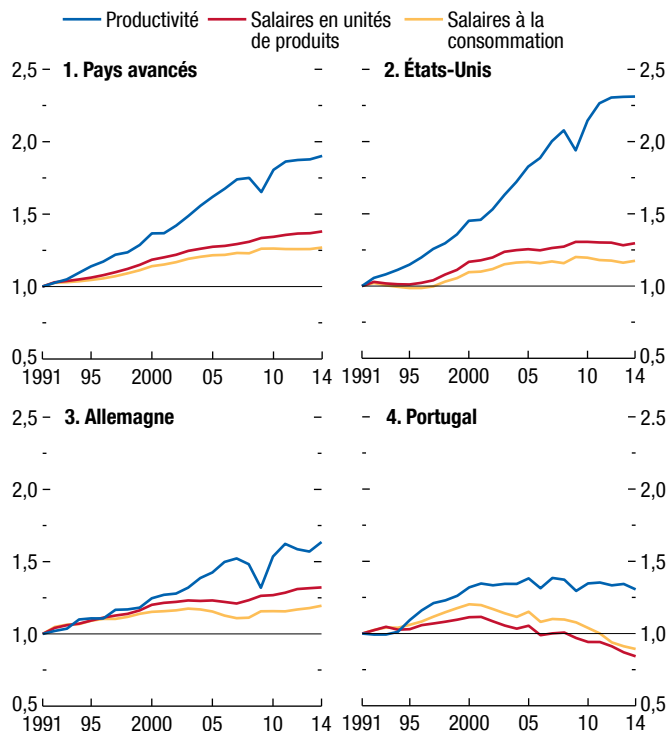 Productivité
Salaires en unités
de produits
Salaires à la
consommation
1. Pays avancés
2,5
2,0
1,5
1,0
0,5
1991 95 2000 05 10 14
2. États-Unis
2,5
2,0
1,5
1,0
0,5
1991 95 2000 05 10 14
3. Allemagne
2,5
2,0
1,5
1,0
0,5
1991 95 2000 05 10 14
4. Portugal
2,5
2,0
1,5
1,0
0,5
1991 95 2000 05 10 14